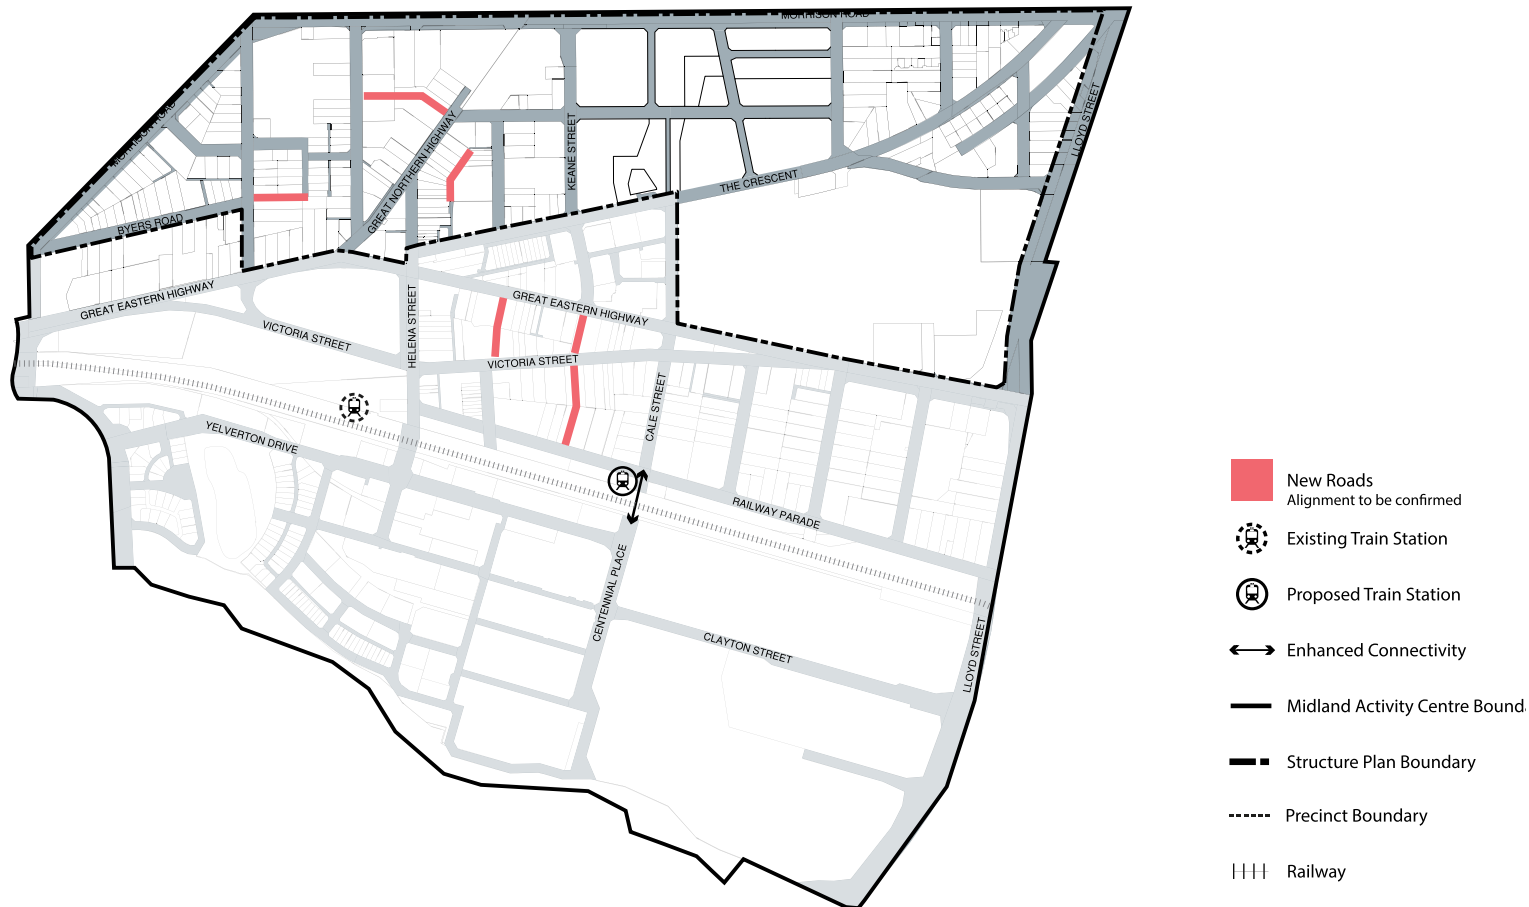 MORRISON ROAD
MORRISON ROAD
MORRISON ROAD
LLOYD STREET
GREAT NORTHERN HIGHWAY
KEANE STREET
THE CRESCENT
BYERS ROAD
GREAT EASTERN HIGHWAY
GREAT EASTERN HIGHWAY
VICTORIA STREET
HELENA STREET
VICTORIA STREET
CALE STREET
YELVERTON DRIVE
RAILWAY PARADE
CENTENNIAL PLACE
CLAYTON STREET
LLOYD STREET
New Roads
Alignment to be confirmed
Existing Train Station
Proposed Train Station
Enhanced Connectivity
Midland Activity Centre Bound
Structure Plan Boundary
Precinct Boundary
Railway